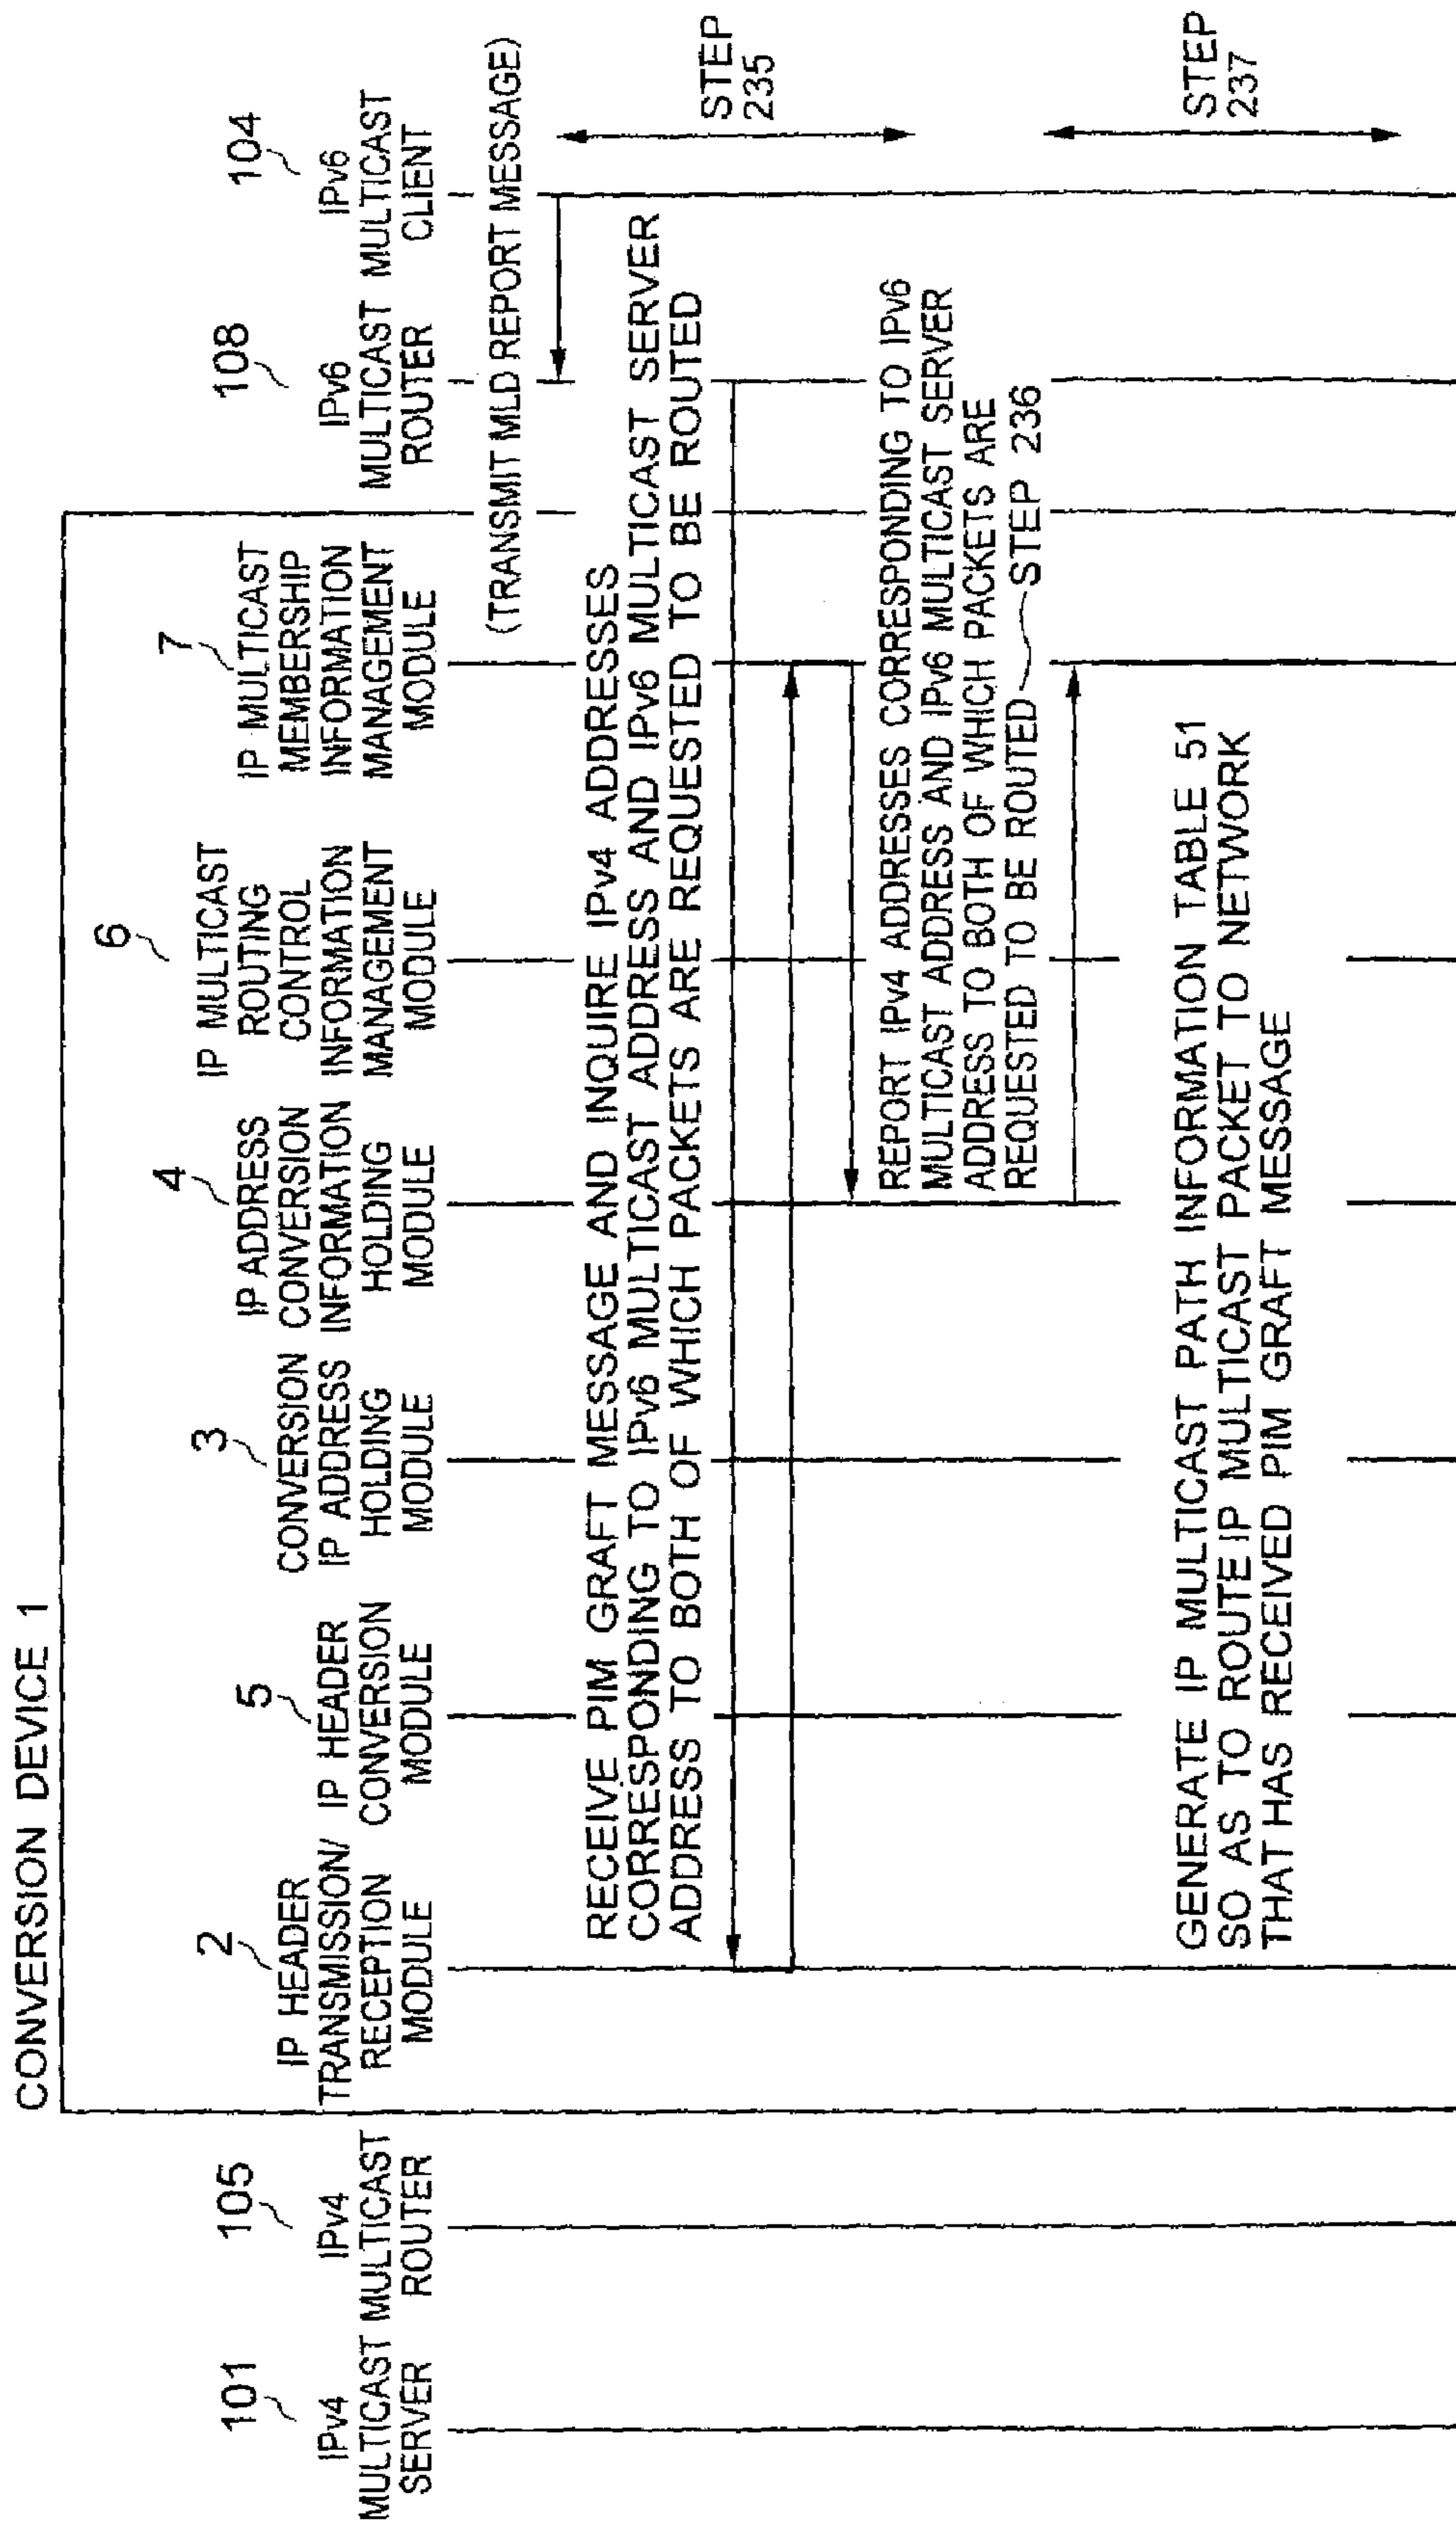 CONVERSION DEVICE 1
101
IPv4
MULTICAST
SERVER
105
IPv4
MULTICAST
ROUTER
2
IP HEADER
TRANSMISSION/
RECEPTION
MODULE
5
IP HEADER
CONVERSION
MODULE
3
CONVERSION
IP ADDRESS
HOLDING
MODULE
4
IP ADDRESS
CONVERSION
INFORMATION
HOLDING
MODULE
6
IP MULTICAST
ROUTING
CONTROL
INFORMATION
MANAGEMENT
MODULE
7
IP MULTICAST
MEMBERSHIP
INFORMATION
MANAGEMENT
MODULE
108
IPv6
MULTICAST
ROUTER
104
IPv6
MULTICAST
CLIENT
(TRANSMIT MLD REPORT MESSAGE)
RECEIVE PIM GRAFT MESSAGE AND INQUIRE IPv4 ADDRESSES
CORRESPONDING TO IPv6 MULTICAST ADDRESS AND IPv6 MULTICAST SERVER
ADDRESS TO BOTH OF WHICH PACKETS ARE REQUESTED TO BE ROUTED
STEP
235
REPORT IPv4 ADDRESSES CORRESPONDING TO IPv6
MULTICAST ADDRESS AND IPv6 MULTICAST SERVER
ADDRESS TO BOTH OF WHICH PACKETS ARE
REQUESTED TO BE ROUTED
STEP 236
GENERATE IP MULTICAST PATH INFORMATION TABLE 51
SO AS TO ROUTE IP MULTICAST PACKET TO NETWORK
THAT HAS RECEIVED PIM GRAFT MESSAGE
STEP
237